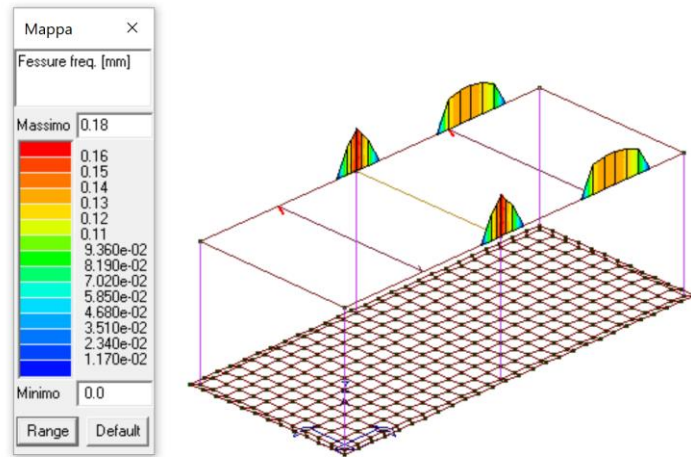 Mappa ×
Fessure freq. [mm]
Massimo 0.18
0.16
0.15
0.14
0.13
0.12
0.11
9.360e-02
8.190e-02
7.020e-02
5.850e-02
4.680e-02
3.510e-02
2.340e-02
1.170e-02
Minimo 0.0
Range Default
Z